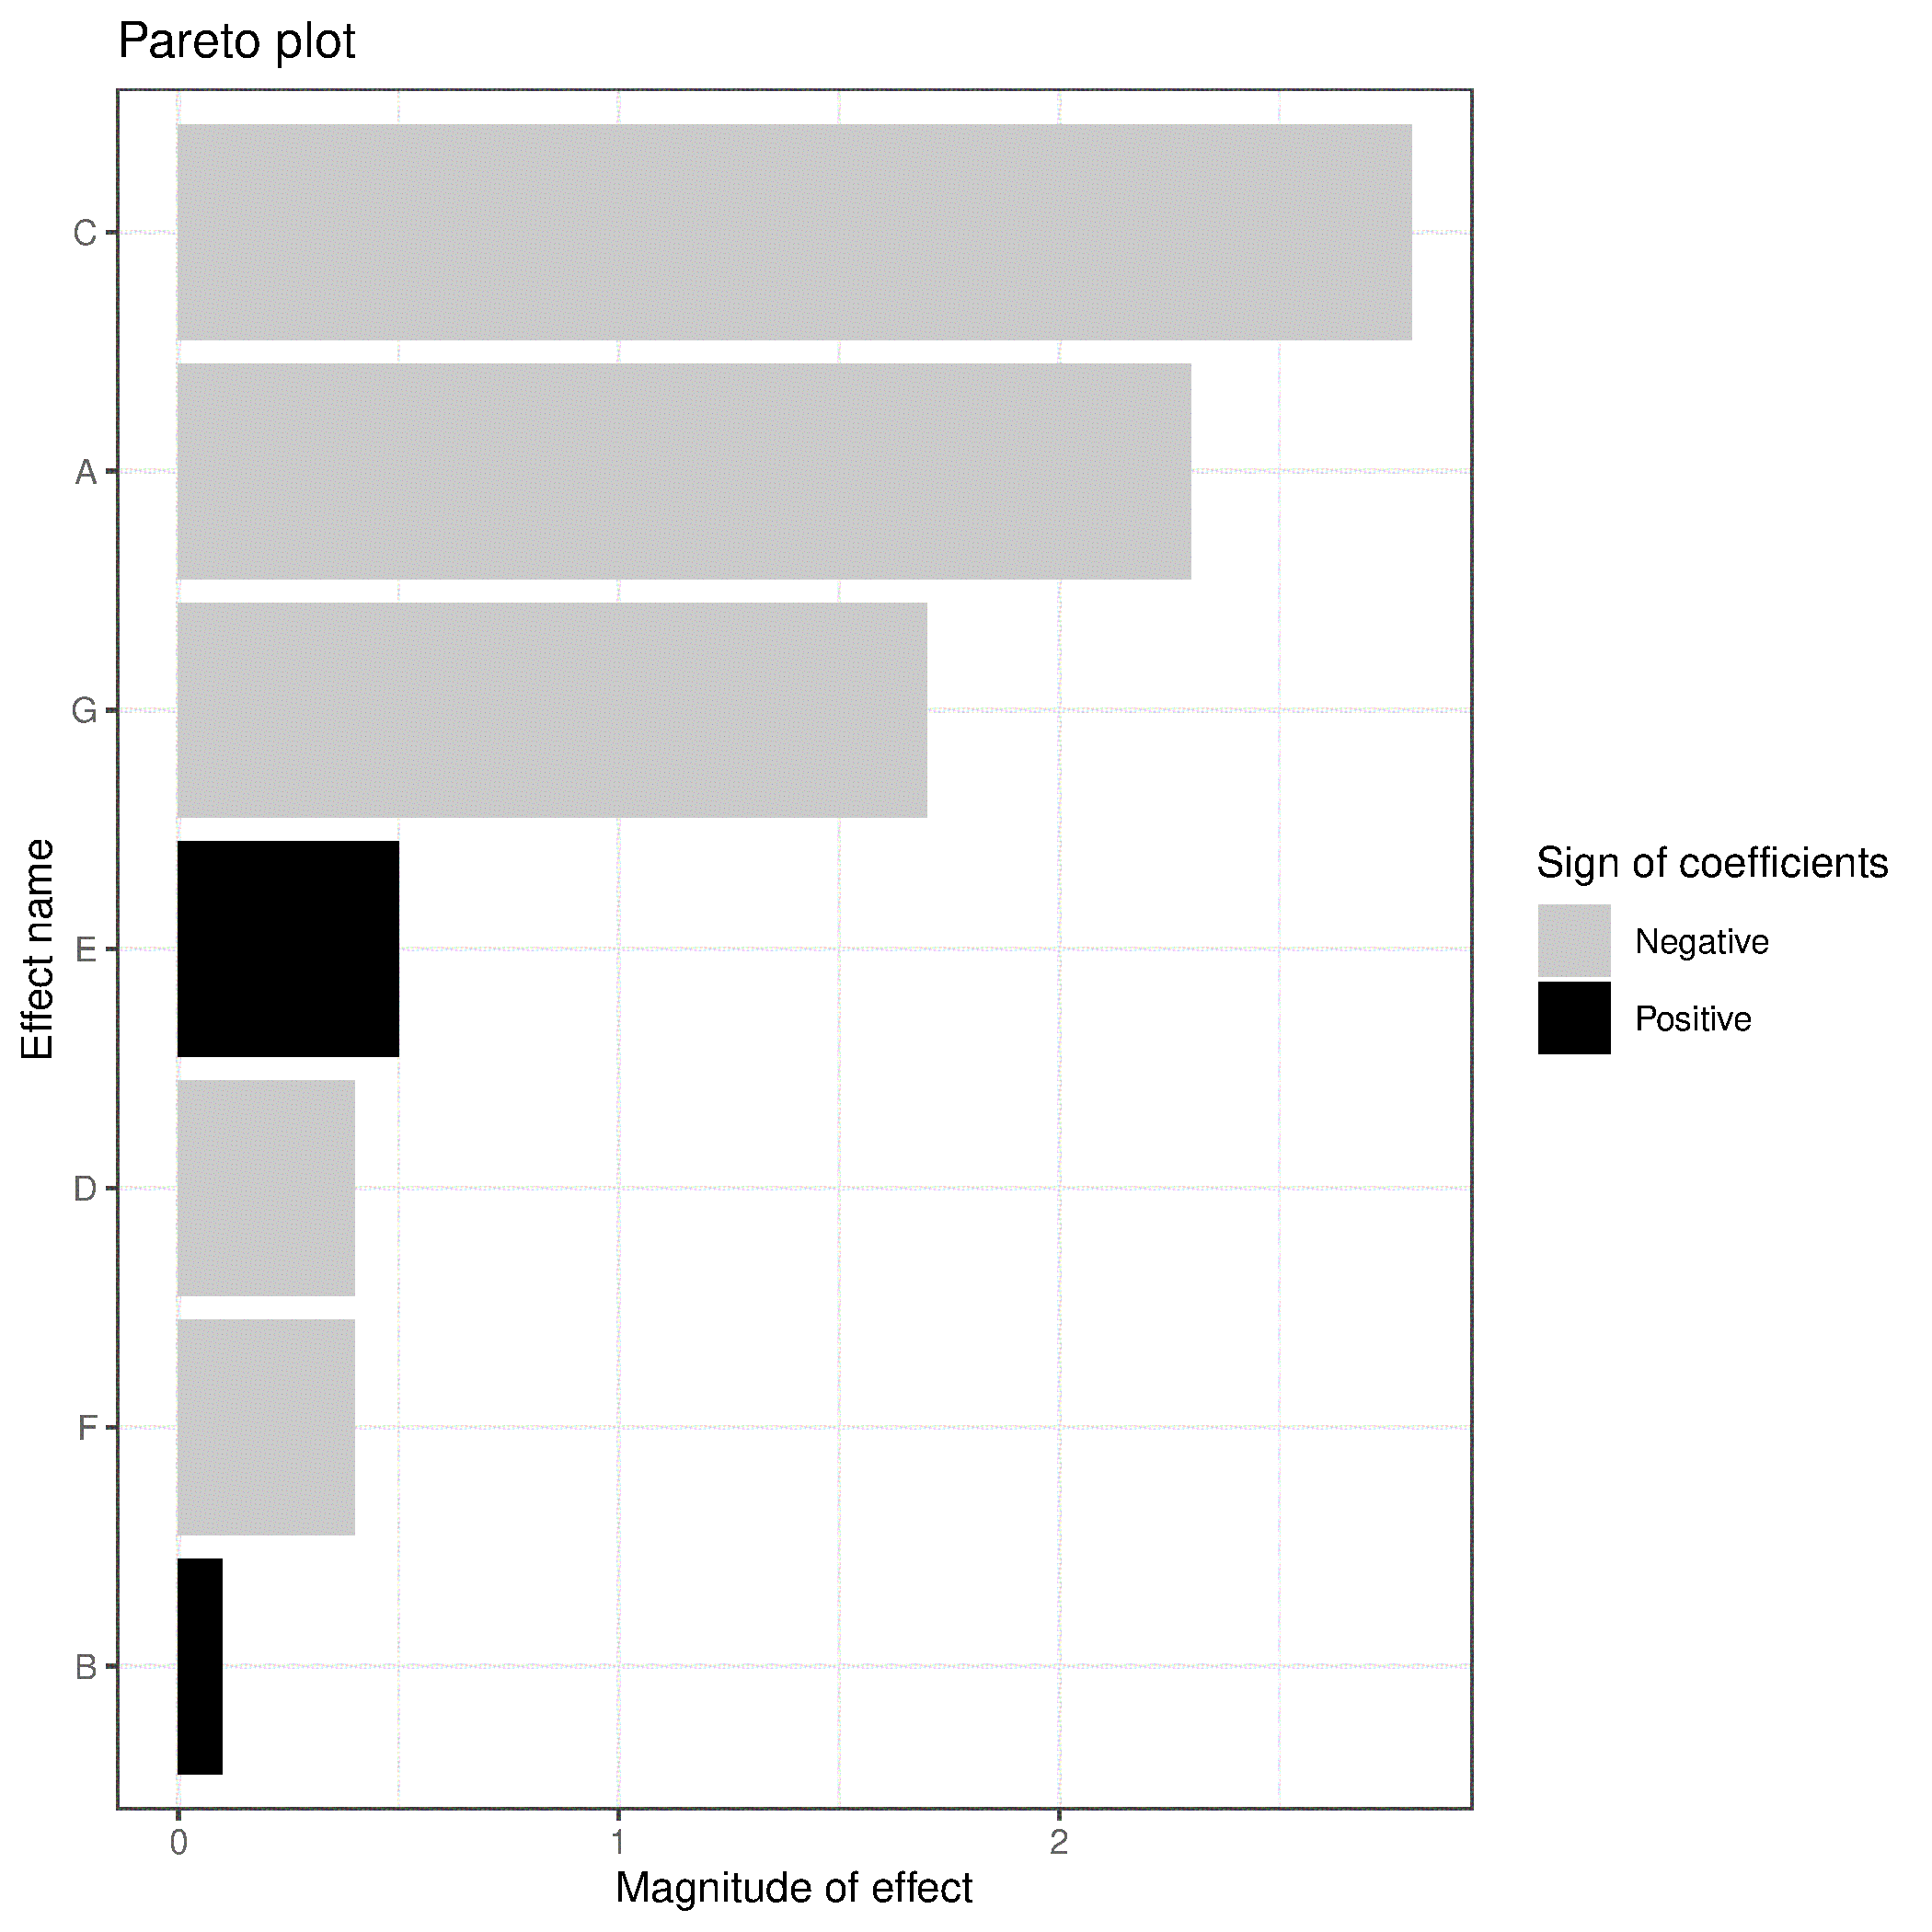 Pareto plot
C
A
G
E
D
F
B
Effect name
0 1 2
Magnitude of effect
Sign of coefficients
Negative
Positive